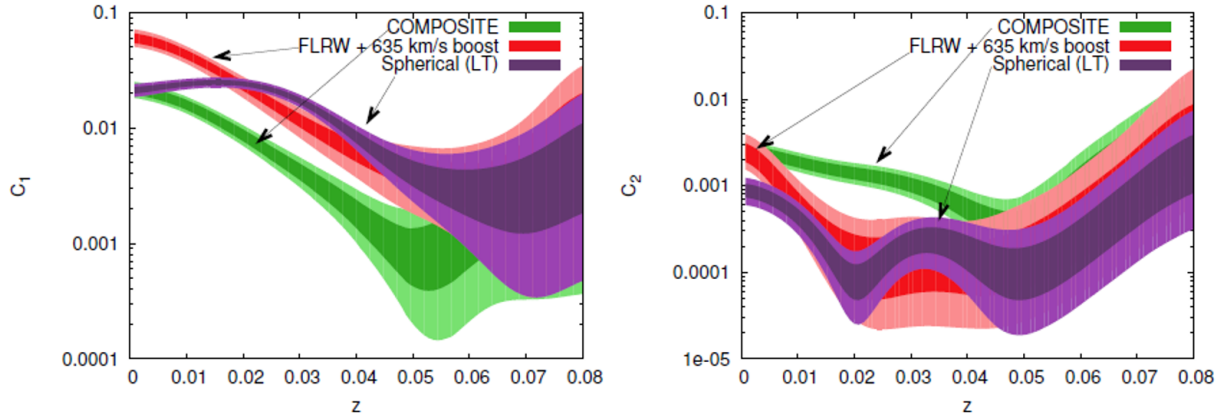 0.1
0.01
0.001
0.0001
C1
0 0.01 0.02 0.03 0.04 0.05 0.06 0.07 0.08
z
COMPOSITE
FLRW + 635 km/s boost
Spherical (LT)
0.1
0.01
0.001
0.0001
1e-05
C2
0 0.01 0.02 0.03 0.04 0.05 0.06 0.07 0.08
z
COMPOSITE
FLRW + 635 km/s boost
Spherical (LT)